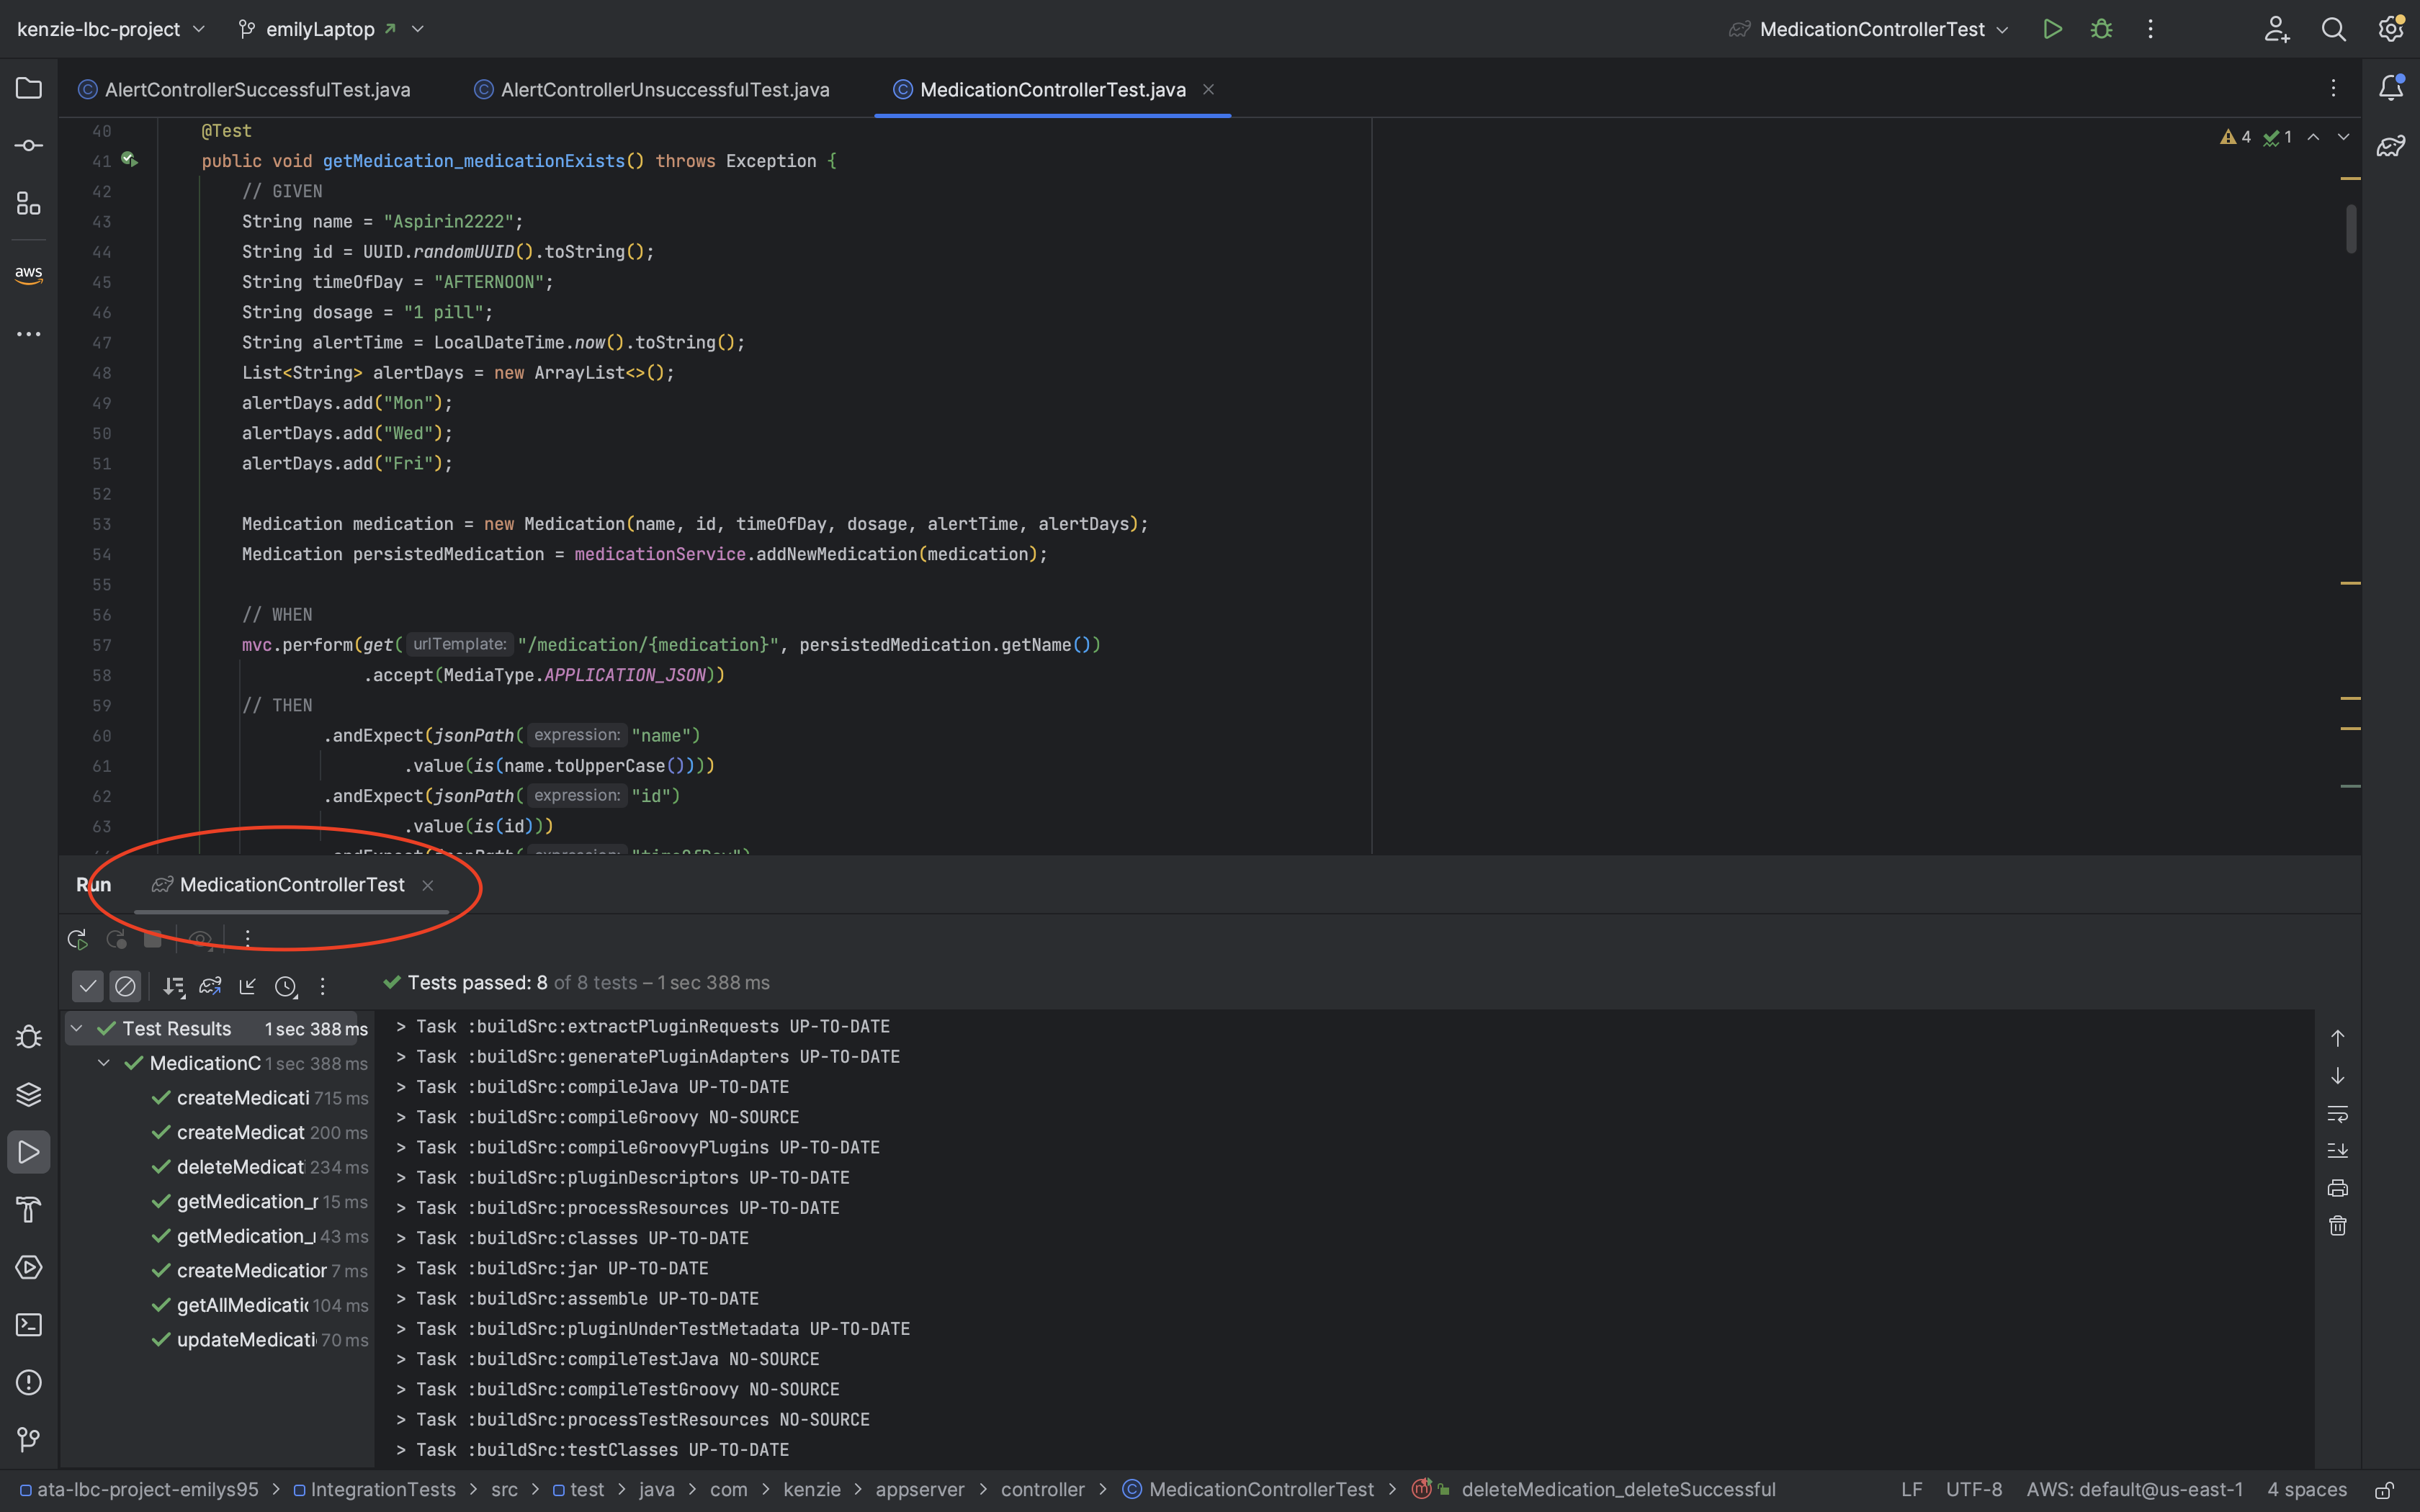 kenzie-lbc-project emilyLaptop MedicationControllerTest
AlertControllerSuccessfulTest.java AlertControllerUnsuccessfulTest.java MedicationControllerTest.java
4 1
aws
40 @Test
41 public void getMedication_medicationExists() throws Exception {
42 // GIVEN
43 String name = "Aspirin2222";
44 String id = UUID.randomUUID().toString();
45 String timeOfDay = "AFTERNOON";
46 String dosage = "1 pill";
47 String alertTime = LocalDateTime.now().toString();
48 List<String> alertDays = new ArrayList<>();
49 alertDays.add("Mon");
50 alertDays.add("Wed");
51 alertDays.add("Fri");
52
53 Medication medication = new Medication(name, id, timeOfDay, dosage, alertTime, alertDays);
54 Medication persistedMedication = medicationService.addNewMedication(medication);
55
56 // WHEN
57 mvc.perform(get( urlTemplate: "/medication/{medication}", persistedMedication.getName())
58 .accept(MediaType.APPLICATION_JSON))
59 // THEN
60 .andExpect(jsonPath( expression: "name")
61 .value(is(name.toUpperCase())))
62 .andExpect(jsonPath( expression: "id")
63 .value(is(id)))
Run MedicationControllerTest
Tests passed: 8 of 8 tests – 1 sec 388 ms
Test Results 1 sec 388 ms
MedicationC 1 sec 388 ms
createMedicati 715 ms
createMedicat 200 ms
deleteMedicat 234 ms
getMedication_r 15 ms
getMedication_ 43 ms
createMedication 7 ms
getAllMedicatio 104 ms
updateMedicati 70 ms
> Task :buildSrc:extractPluginRequests UP-TO-DATE
> Task :buildSrc:generatePluginAdapters UP-TO-DATE
> Task :buildSrc:compileJava UP-TO-DATE
> Task :buildSrc:compileGroovy NO-SOURCE
> Task :buildSrc:compileGroovyPlugins UP-TO-DATE
> Task :buildSrc:pluginDescriptors UP-TO-DATE
> Task :buildSrc:processResources UP-TO-DATE
> Task :buildSrc:classes UP-TO-DATE
> Task :buildSrc:jar UP-TO-DATE
> Task :buildSrc:assemble UP-TO-DATE
> Task :buildSrc:pluginUnderTestMetadata UP-TO-DATE
> Task :buildSrc:compileTestJava NO-SOURCE
> Task :buildSrc:compileTestGroovy NO-SOURCE
> Task :buildSrc:processTestResources NO-SOURCE
> Task :buildSrc:testClasses UP-TO-DATE
ata-lbc-project-emilys95 > IntegrationTests > src > test > java > com > kenzie > appserver > controller > MedicationControllerTest > deleteMedication_deleteSuccessful LF UTF-8 AWS: default@us-east-1 4 spaces